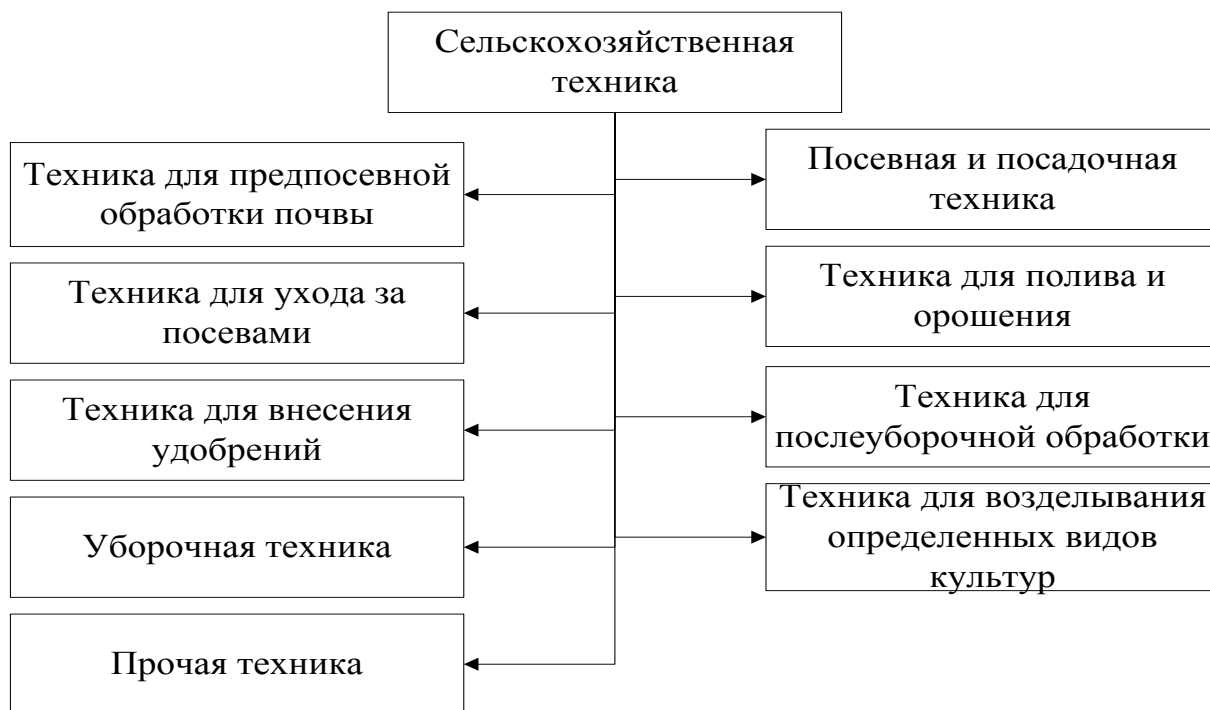 Сельскохозяйственная
техника
Техника для предпосевной
обработки почвы
Посевная и посадочная
техника
Техника для ухода за
посевами
Техника для полива и
орошения
Техника для внесения
удобрений
Техника для
послеуборочной обработки
Уборочная техника
Техника для возделывания
определенных видов
культур
Прочая техника